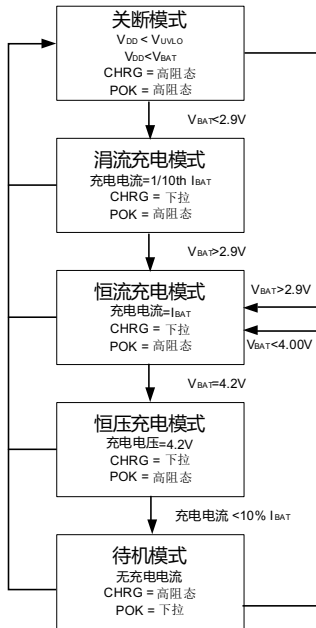 关断模式
VDD < VUVLO
VDD<VBAT
CHRG = 高阻态
POK = 高阻态
VBAT<2.9V
涓流充电模式
充电电流=1/10th IBAT
CHRG = 下拉
POK = 高阻态
VBAT>2.9V
恒流充电模式
充电电流=IBAT
CHRG = 下拉
POK = 高阻态
VBAT>2.9V
VBAT<4.00V
VBAT=4.2V
恒压充电模式
充电电压=4.2V
CHRG = 下拉
POK = 高阻态
充电电流 <10% IBAT
待机模式
无充电电流
CHRG = 高阻态
POK = 下拉